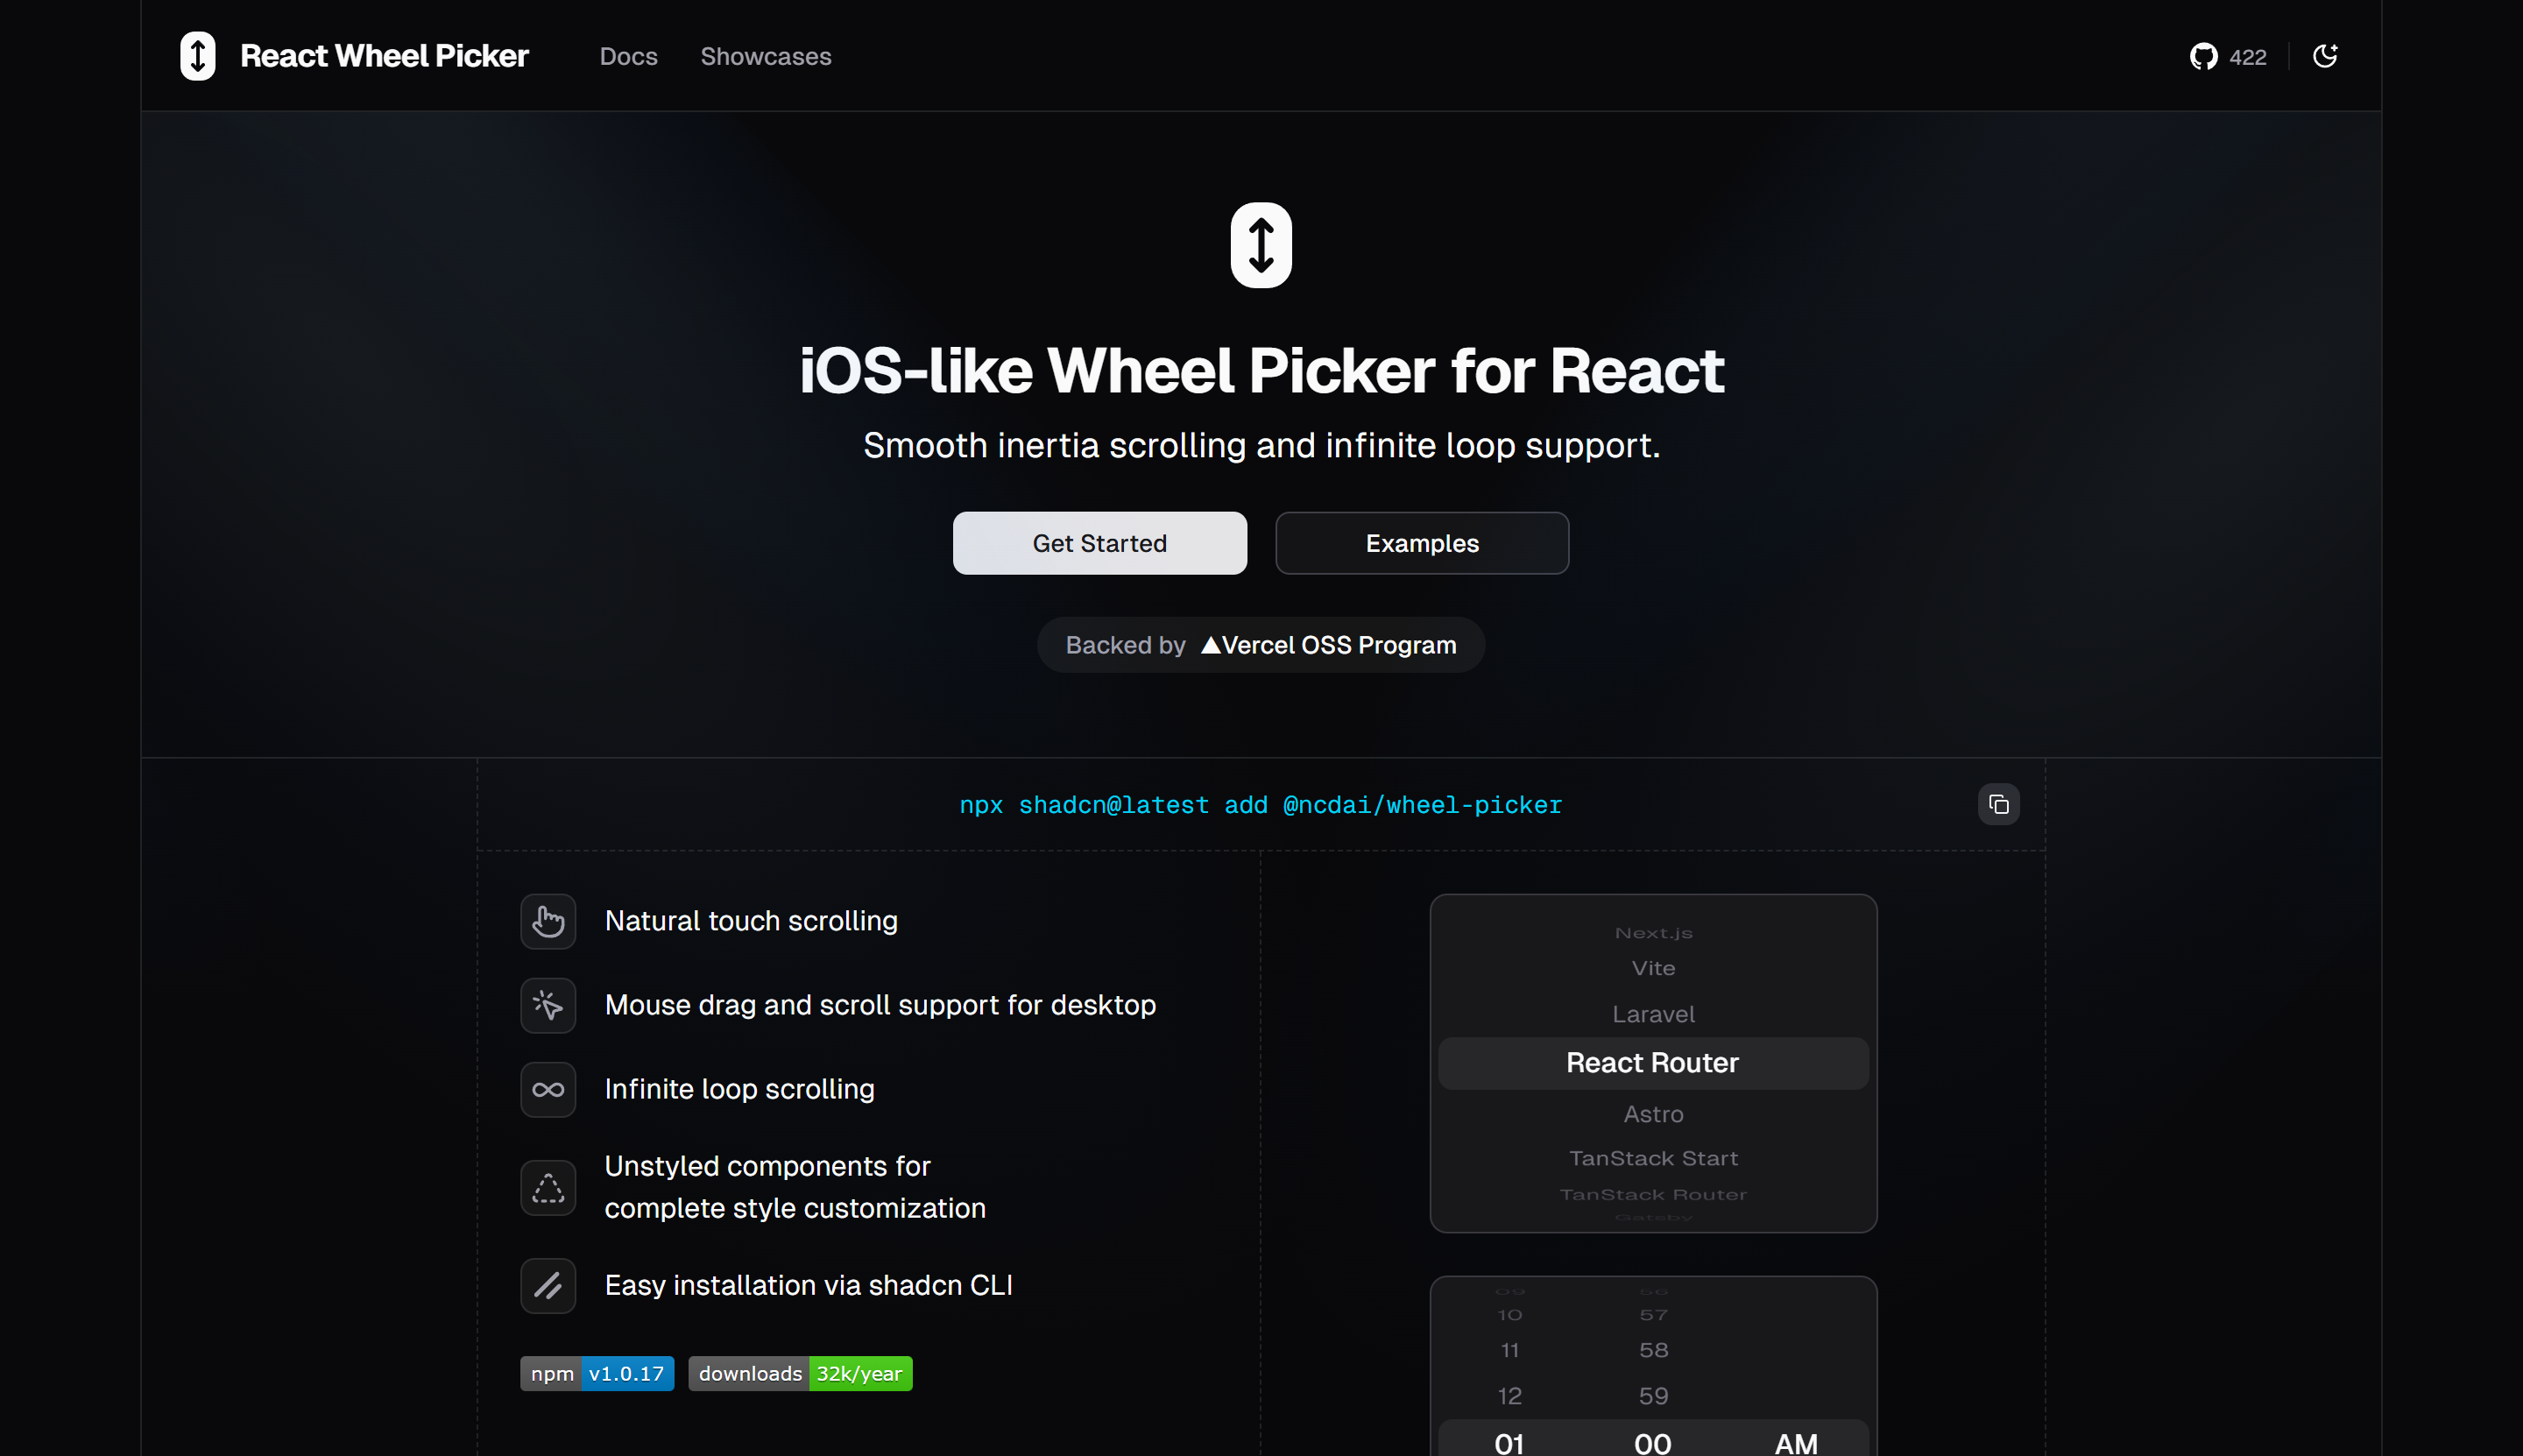 React Wheel Picker
Docs
Showcases
422
iOS-like Wheel Picker for React
Smooth inertia scrolling and infinite loop support.
Get Started
Examples
Backed by ▲Vercel OSS Program
npx shadcn@latest add @ncdai/wheel-picker
Natural touch scrolling
Mouse drag and scroll support for desktop
Infinite loop scrolling
Unstyled components for
complete style customization
Easy installation via shadcn CLI
npm v1.0.17
downloads 32k/year
Next.js
Vite
Laravel
React Router
Astro
TanStack Start
TanStack Router
Gatsby
09 56
10 57
11 58
12 59
01 00 AM